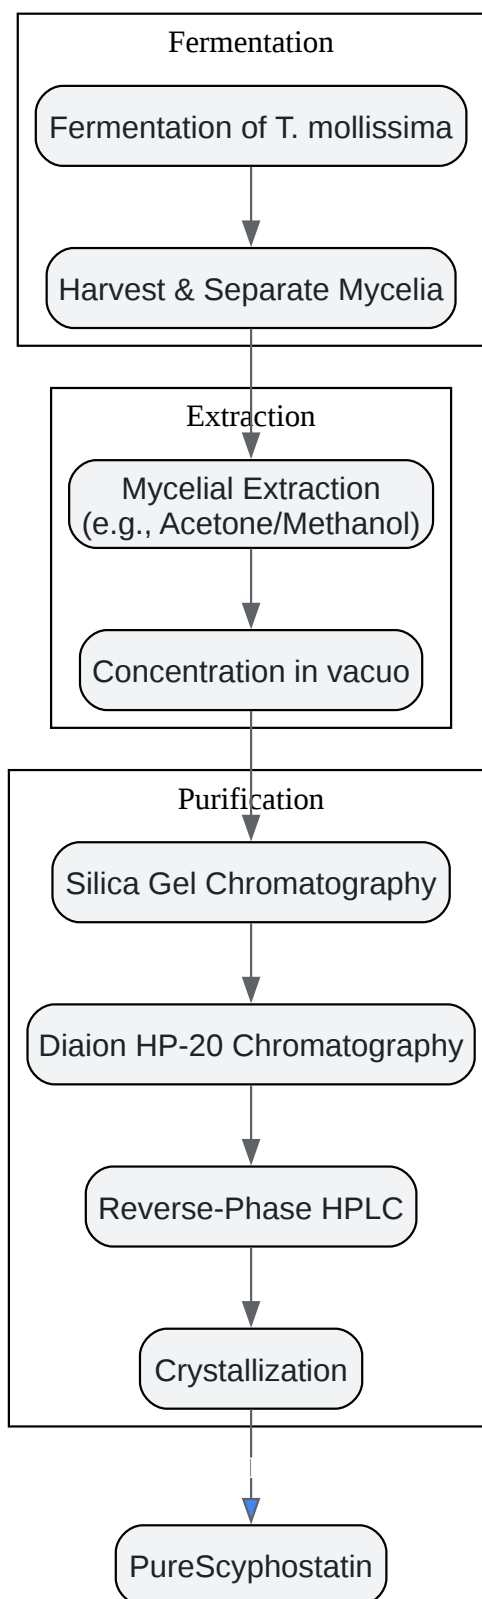 Fermentation
Fermentation of T. mollissima
Harvest & Separate Mycelia
Extraction
Mycelial Extraction
(e.g., Acetone/Methanol)
Concentration in vacuo
Purification
Silica Gel Chromatography
Diaion HP-20 Chromatography
Reverse-Phase HPLC
Crystallization
PureScyphostatin